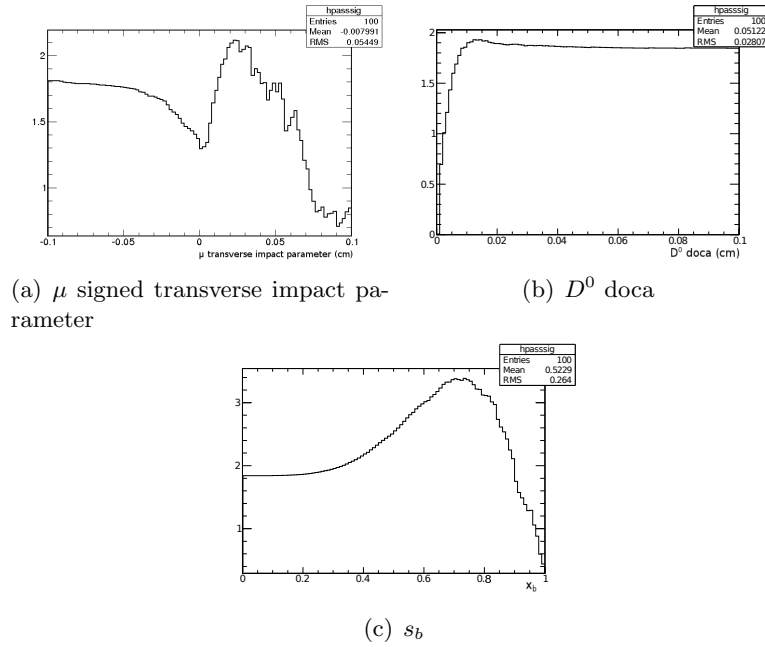 hpasssig
Entries 100
Mean -0.007991
RMS 0.05449
2
1.5
1
-0.1 -0.05 0 0.05 0.1
μ transverse impact parameter (cm)
(a) μ signed transverse impact pa-
rameter
hpasssig
Entries 100
Mean 0.05122
RMS 0.02807
2
1.5
1
0.5
0
0 0.02 0.04 0.06 0.08 0.1
D⁰ doca (cm)
(b) D⁰ doca
hpasssig
Entries 100
Mean 0.5229
RMS 0.264
3
2
1
0 0.2 0.4 0.6 0.8 1
x_b
(c) s_b